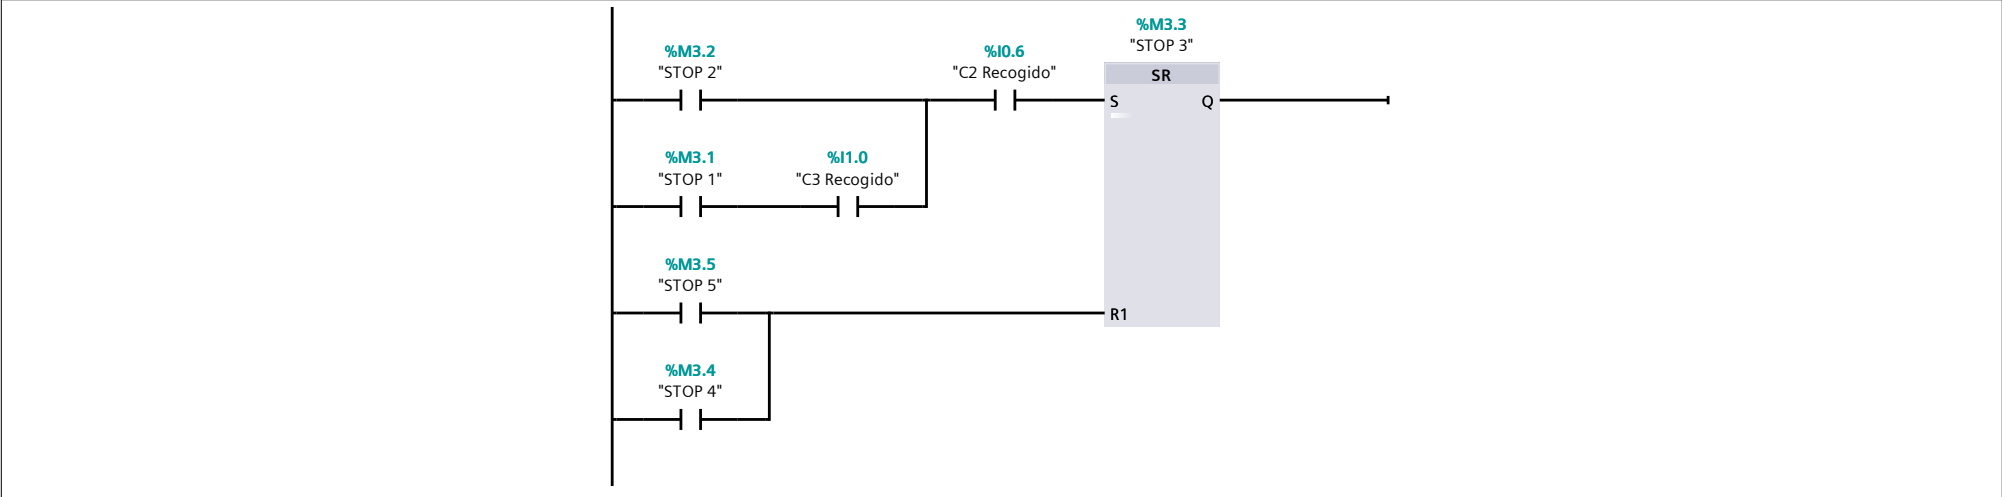 %M3.3
"STOP 3"
%M3.2
"STOP 2"
%I0.6
"C2 Recogido"
SR
S
Q
%M3.1
"STOP 1"
%I1.0
"C3 Recogido"
%M3.5
"STOP 5"
R1
%M3.4
"STOP 4"